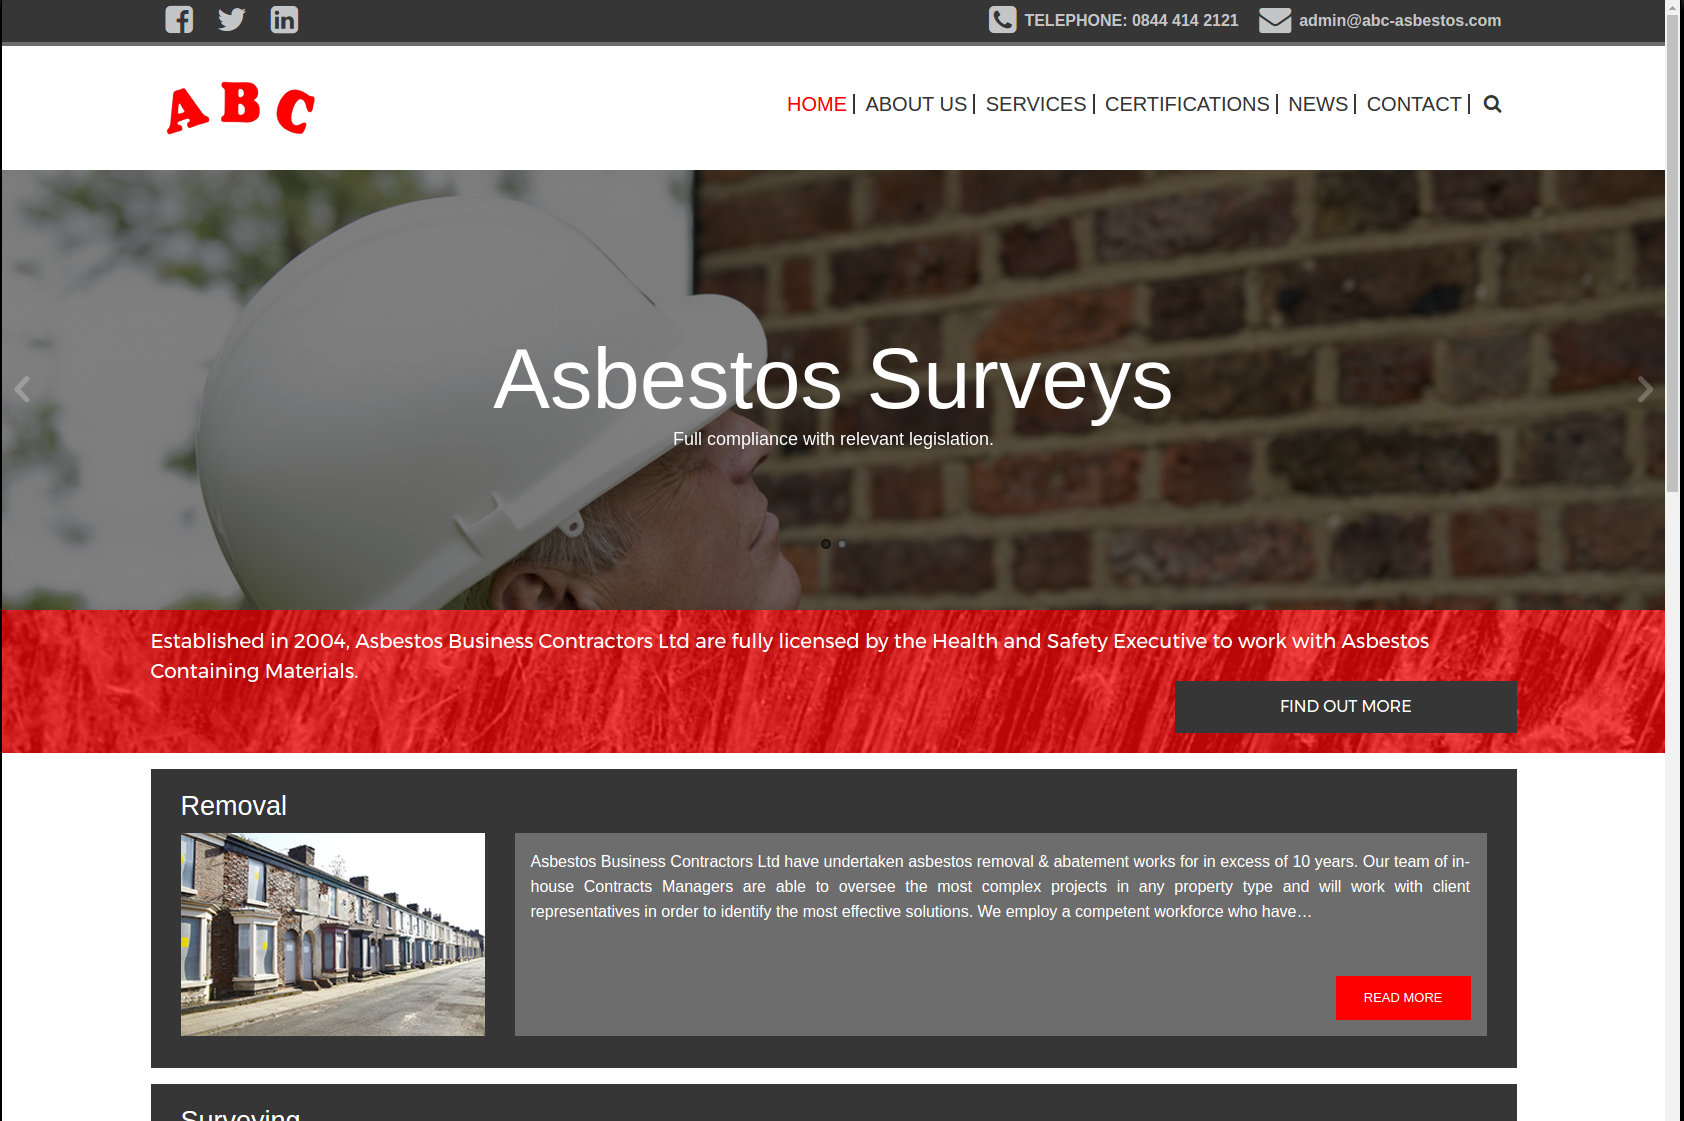 TELEPHONE: 0844 414 2121 admin@abc-asbestos.com
ABC
HOME ABOUT US SERVICES CERTIFICATIONS NEWS CONTACT
Asbestos Surveys
Full compliance with relevant legislation.
Established in 2004, Asbestos Business Contractors Ltd are fully licensed by the Health and Safety Executive to work with Asbestos
Containing Materials.
FIND OUT MORE
Removal
Asbestos Business Contractors Ltd have undertaken asbestos removal & abatement works for in excess of 10 years. Our team of in-
house Contracts Managers are able to oversee the most complex projects in any property type and will work with client
representatives in order to identify the most effective solutions. We employ a competent workforce who have…
READ MORE
Surveying